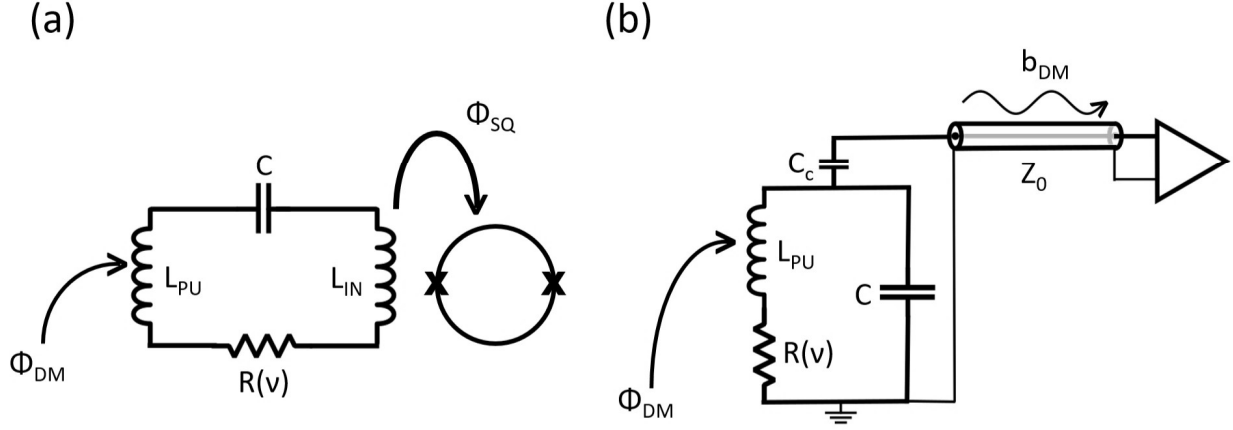 (a)
C
L_PU
L_IN
R(ν)
Φ_DM
Φ_SQ
(b)
b_DM
Z_0
C_c
L_PU
C
R(ν)
Φ_DM